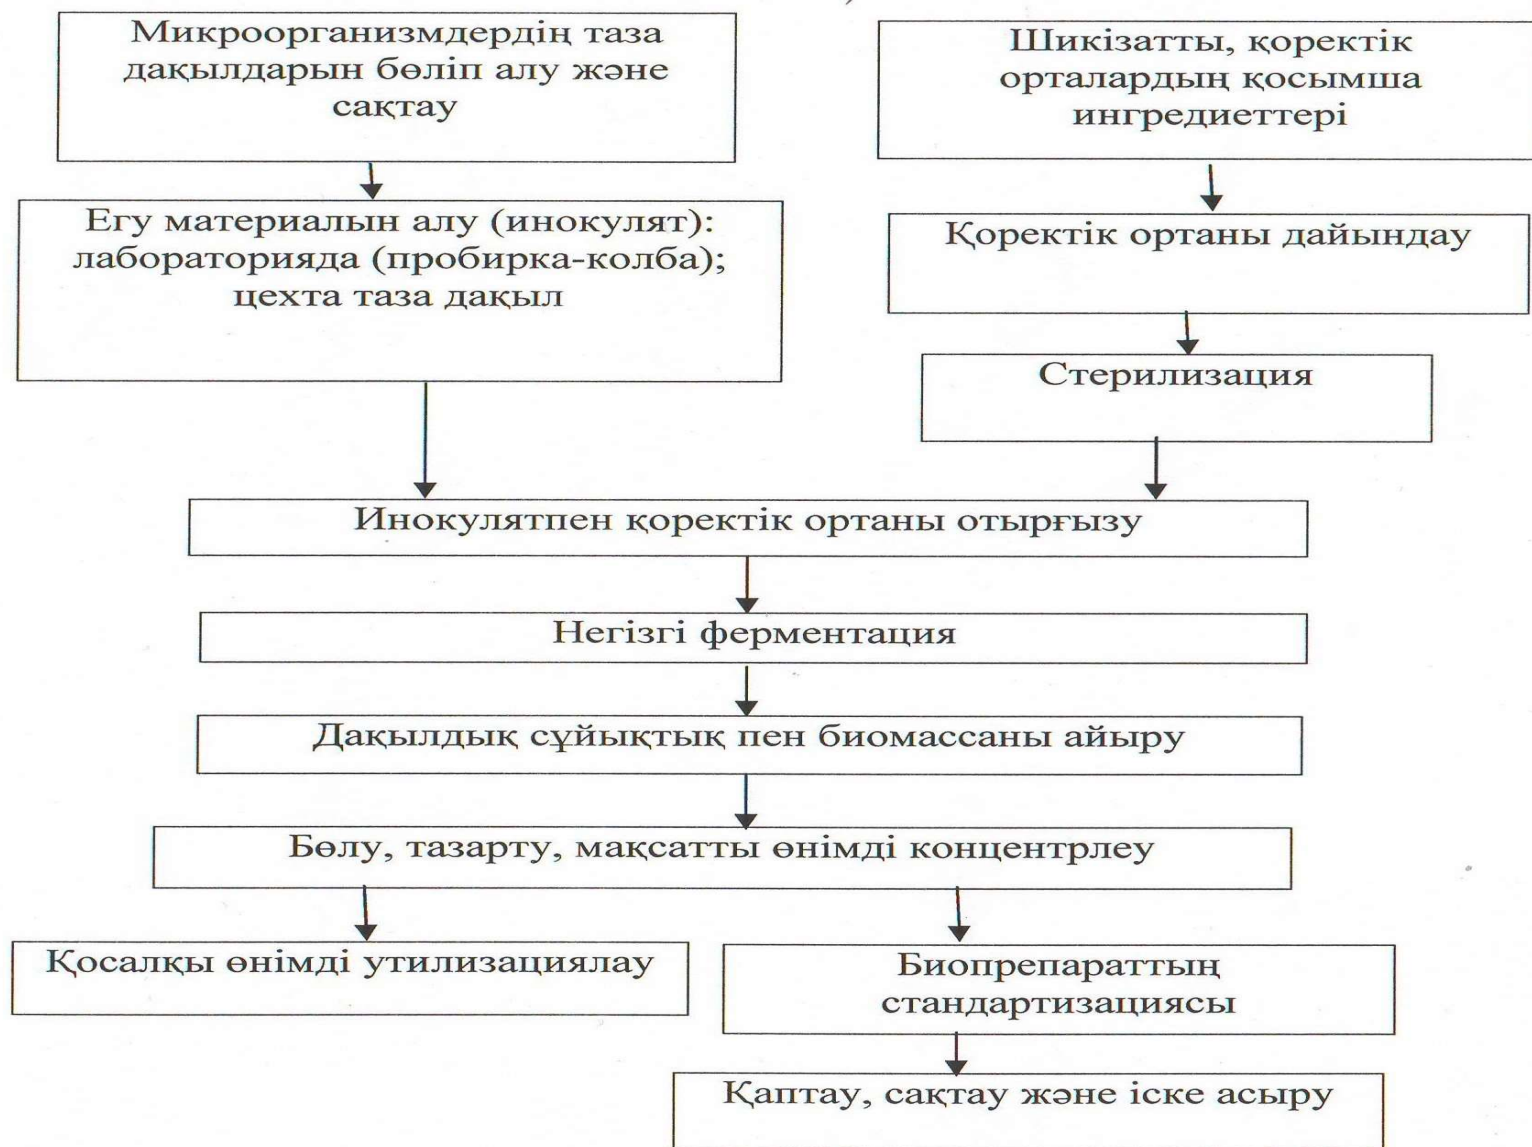 Микроорганизмдердің таза
дақылдарын бөліп алу және
сақтау
Шикізатты, қоректік
орталардың қосымша
ингредиеттері
Егу материалын алу (инокулят):
лабораторияда (пробирка-колба);
цехта таза дақыл
Қоректік ортаны дайындау
Стерилизация
Инокулятпен қоректік ортаны отырғызу
Негізгі ферментация
Дақылдық сұйықтық пен биомассаны айыру
Бөлу, тазарту, мақсатты өнімді концентрлеу
Қосалқы өнімді утилизациялау
Биопрепараттың
стандартизациясы
Қаптау, сақтау және іске асыру